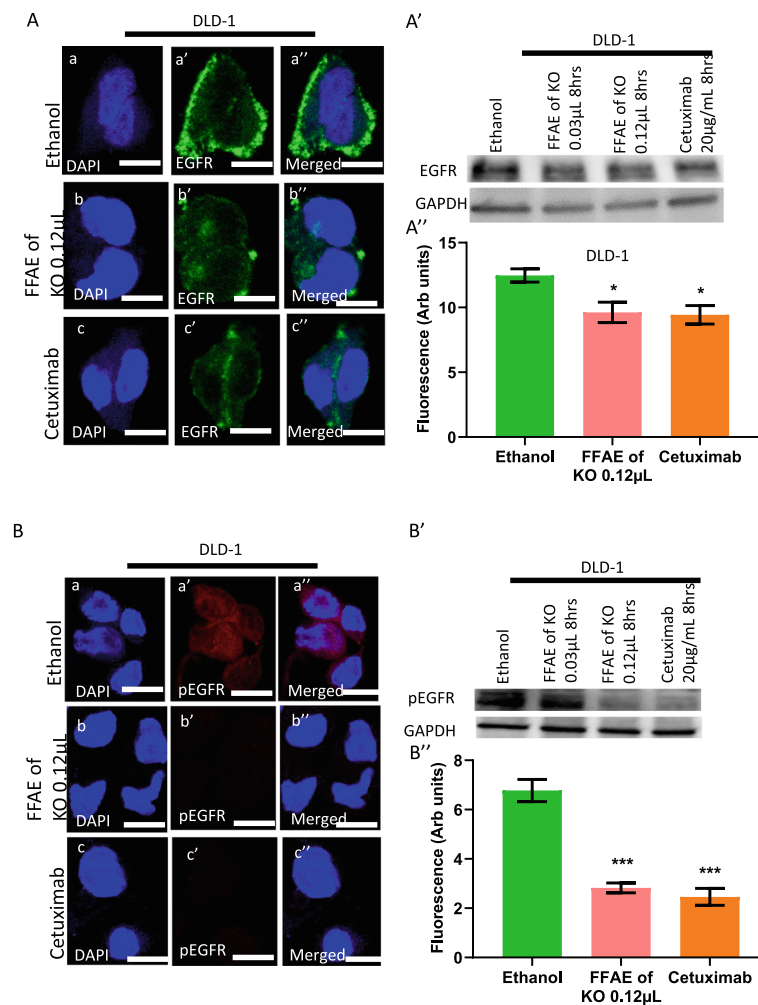 A
DLD-1
Ethanol
a
DAPI
a'
EGFR
a''
Merged
FFAE of
KO 0.12µL
b
DAPI
b'
EGFR
b''
Merged
Cetuximab
c
DAPI
c'
EGFR
c''
Merged
A'
DLD-1
Ethanol
FFAE of KO
0.03µL 8hrs
FFAE of KO
0.12µL 8hrs
Cetuximab
20µg/mL 8hrs
EGFR
GAPDH
A''
DLD-1
Fluorescence (Arb units)
15
10
5
0
*
*
Ethanol
FFAE of
KO 0.12µL
Cetuximab
B
DLD-1
Ethanol
a
DAPI
a'
pEGFR
a''
Merged
FFAE of
KO 0.12µL
b
DAPI
b'
pEGFR
b''
Merged
Cetuximab
c
DAPI
c'
pEGFR
c''
Merged
B'
DLD-1
Ethanol
FFAE of KO
0.03µL 8hrs
FFAE of KO
0.12µL 8hrs
Cetuximab
20µg/mL 8hrs
pEGFR
GAPDH
B''
Fluorescence (Arb units)
8
6
4
2
0
***
***
Ethanol
FFAE of
KO 0.12µL
Cetuximab